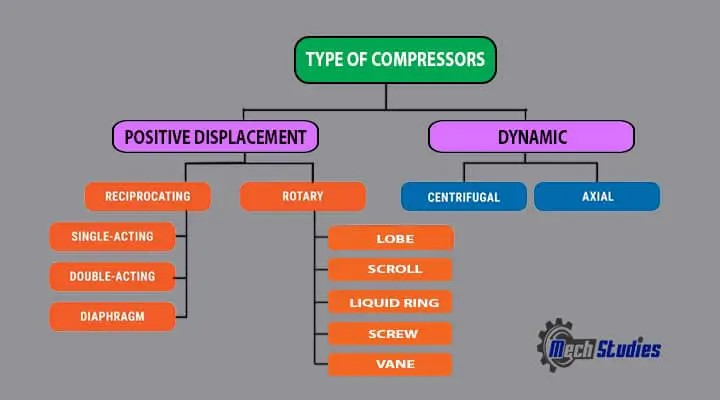 TYPE OF COMPRESSORS
POSITIVE DISPLACEMENT
DYNAMIC
RECIPROCATING
ROTARY
CENTRIFUGAL
AXIAL
SINGLE-ACTING
DOUBLE-ACTING
DIAPHRAGM
LOBE
SCROLL
LIQUID RING
SCREW
VANE
Mech Studies